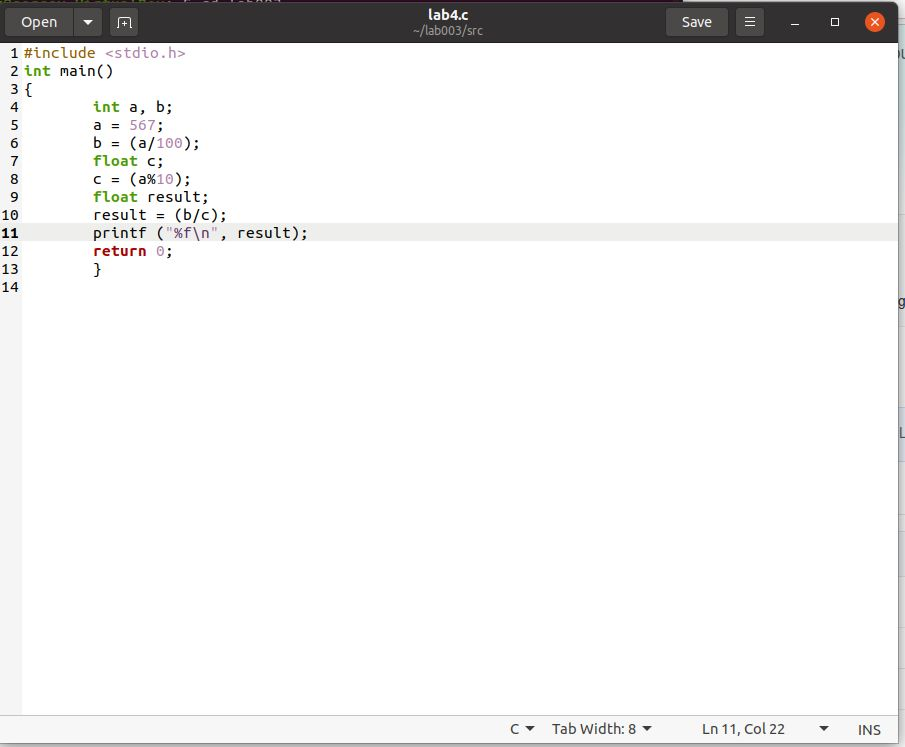 Open
lab4.c
~/lab003/src
Save
1 #include <stdio.h>
2 int main()
3 {
4 int a, b;
5 a = 567;
6 b = (a/100);
7 float c;
8 c = (a%10);
9 float result;
10 result = (b/c);
11 printf ("%f\n", result);
12 return 0;
13 }
14
C Tab Width: 8 Ln 11, Col 22 INS